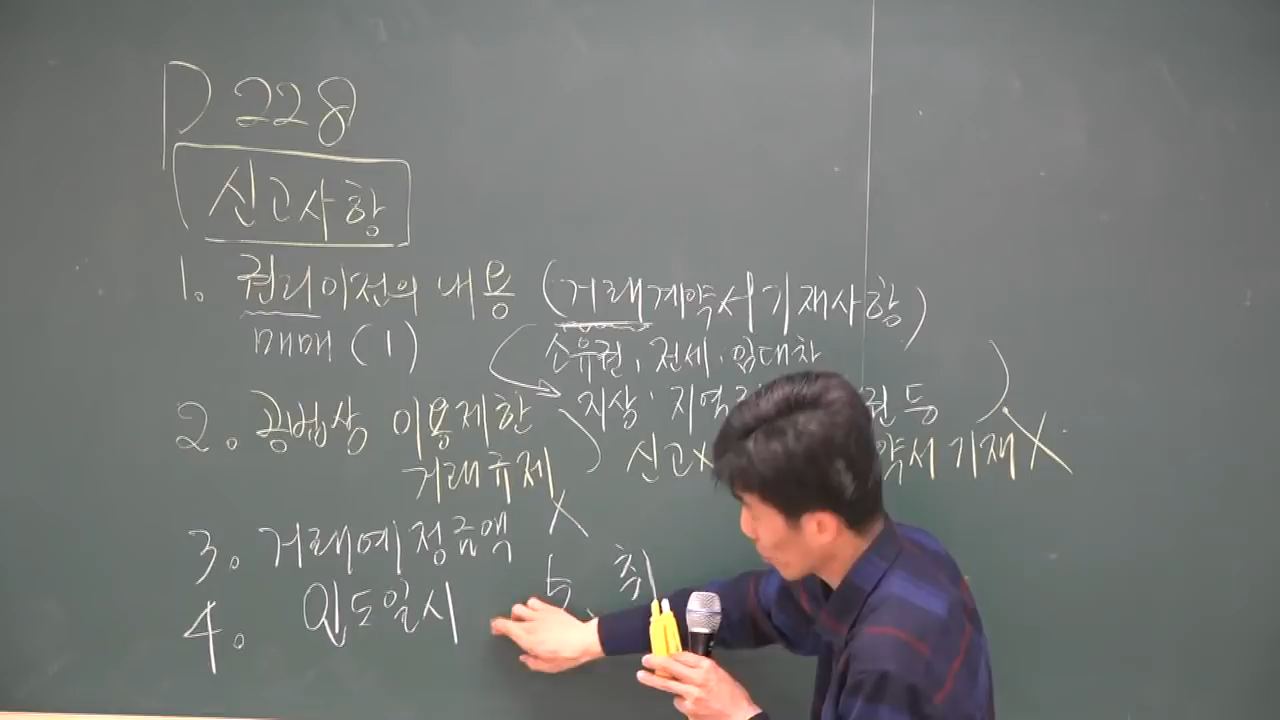 P 228
신고사항
1. 권리이전의 내용 (거래계약서기재사항)
매매 (1)
소유권, 전세, 임대차
2. 공법상 이용제한
지상, 지역권 등
거래규제 X
신고X 약서 기재 X
3. 거래예정금액
4. 인도일시
5. 취